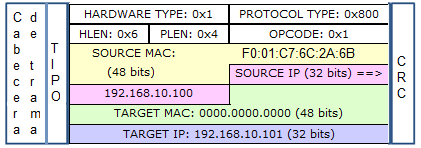 Cabecera
de trama
TIPO
HARDWARE TYPE: 0x1
PROTOCOL TYPE: 0x800
HLEN: 0x6
PLEN: 0x4
OPCODE: 0x1
SOURCE MAC:
F0:01:C7:6C:2A:6B
(48 bits)
SOURCE IP (32 bits) ==>
192.168.10.100
TARGET MAC: 0000.0000.0000 (48 bits)
TARGET IP: 192.168.10.101 (32 bits)
CRC